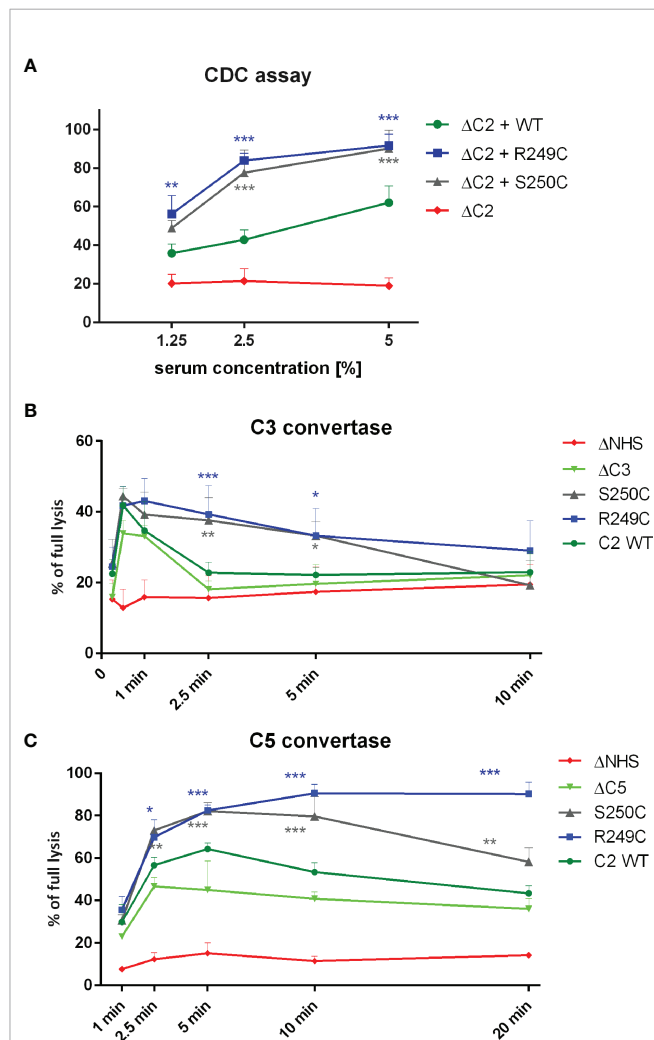 A
CDC assay
100
80
60
40
20
0
** *** ***
*** ***
1.25 2.5 5
serum concentration [%]
ΔC2 + WT
ΔC2 + R249C
ΔC2 + S250C
ΔC2
B
C3 convertase
% of full lysis
60
40
20
0
*** *
** *
0 1 min 2.5 min 5 min 10 min
ΔNHS
ΔC3
S250C
R249C
C2 WT
C
C5 convertase
% of full lysis
100
80
60
40
20
0
* *** *** ***
** *** *** **
1 min 2.5 min 5 min 10 min 20 min
ΔNHS
ΔC5
S250C
R249C
C2 WT